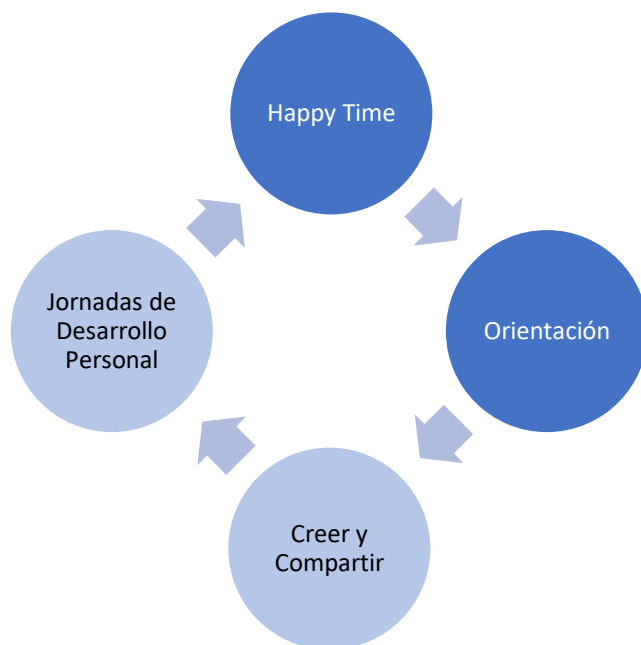 Happy Time
Orientación
Creer y
Compartir
Jornadas de
Desarrollo
Personal